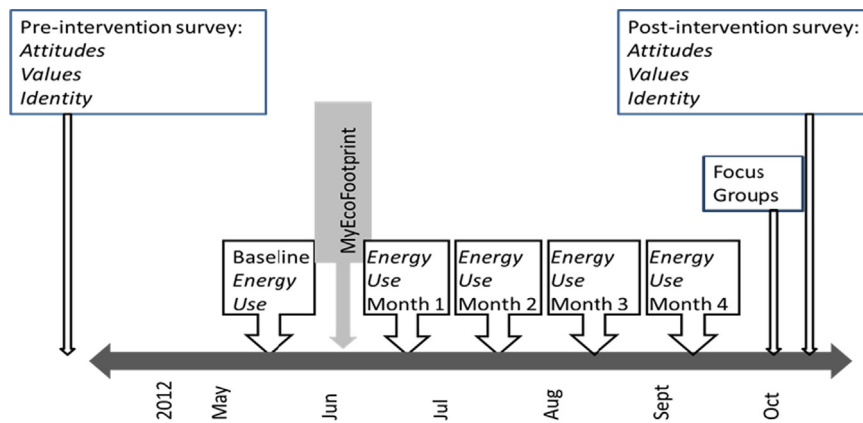 Pre-intervention survey:
Attitudes
Values
Identity
Post-intervention survey:
Attitudes
Values
Identity
MyEcoFootprint
Focus
Groups
Baseline
Energy
Use
Energy
Use
Month 1
Energy
Use
Month 2
Energy
Use
Month 3
Energy
Use
Month 4
2012
May
Jun
Jul
Aug
Sept
Oct